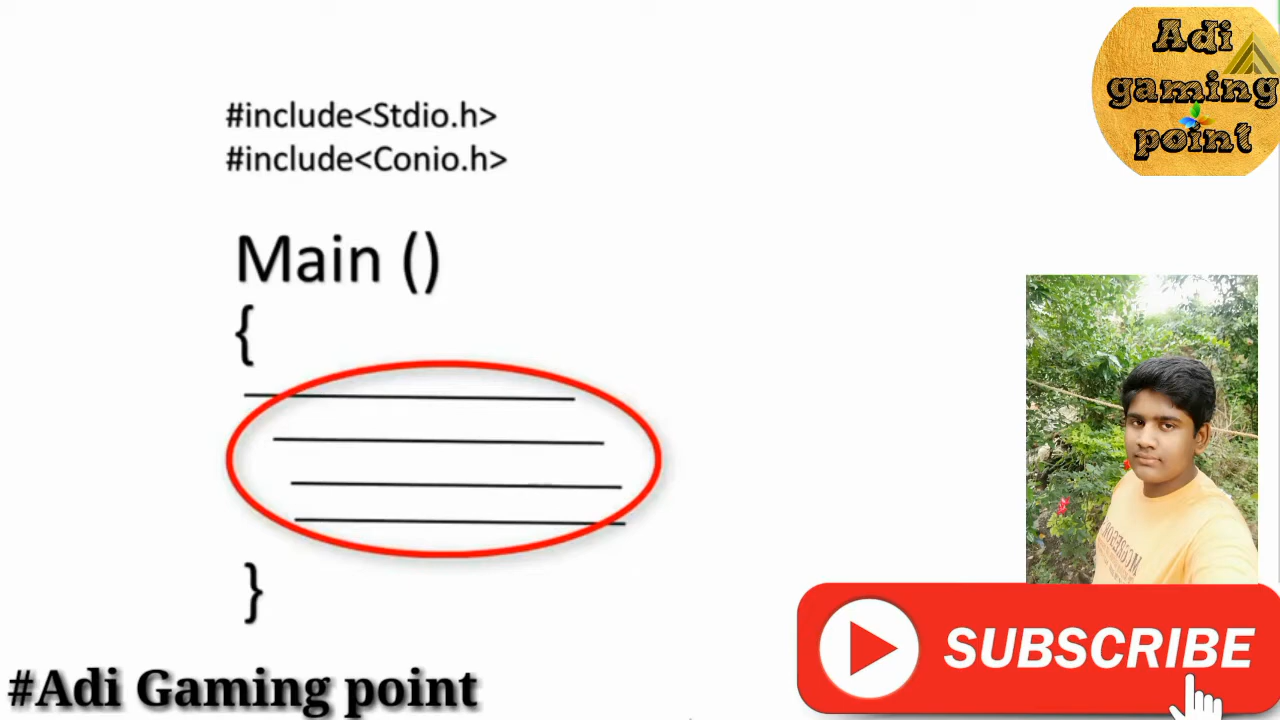 #include<Stdio.h>
#include<Conio.h>
Main ()
{
}
Adi
gaming
point
SUBSCRIBE
#Adi Gaming point